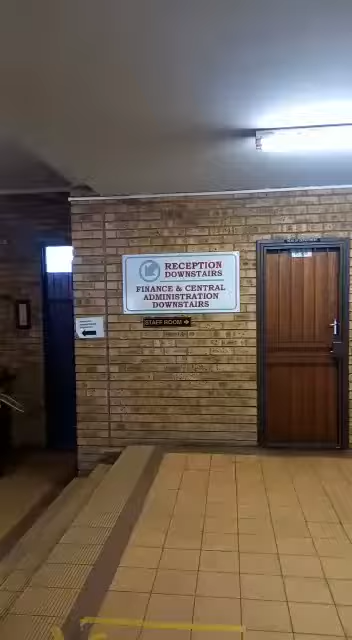 RECEPTION
DOWNSTAIRS
FINANCE & CENTRAL
ADMINISTRATION
DOWNSTAIRS
STAFF ROOM